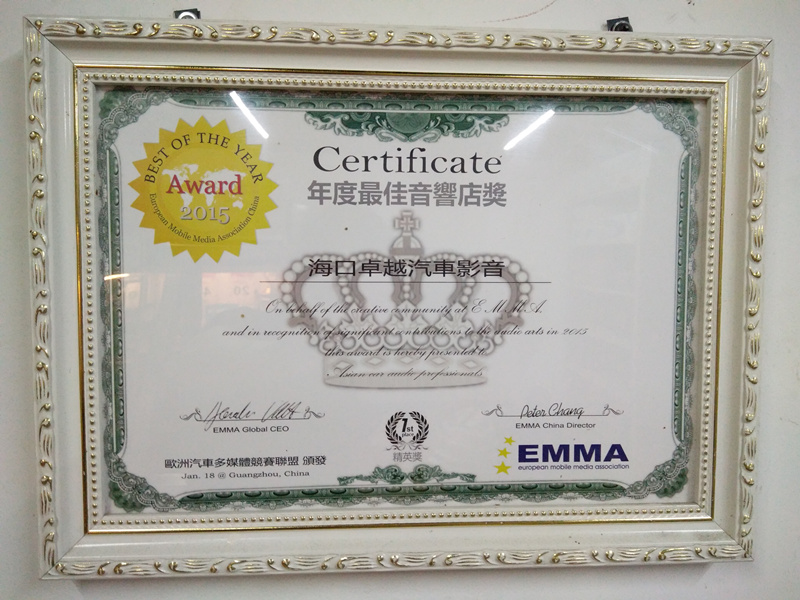 BEST OF THE YEAR
Award
2015
European Mobile Media Association China
Certificate
年度最佳音響店獎
海口卓越汽車影音
On behalf of the creative community at E.M.M.A.
and in recognition of significant contributions to the audio arts in 2015
this award is hereby presented to
Asian car audio professionals
EMMA Global CEO
1st
place
精英獎
Peter Chang
EMMA China Director
歐洲汽車多媒體競賽聯盟 頒發
Jan. 18 @ Guangzhou, China
EMMA
european mobile media association